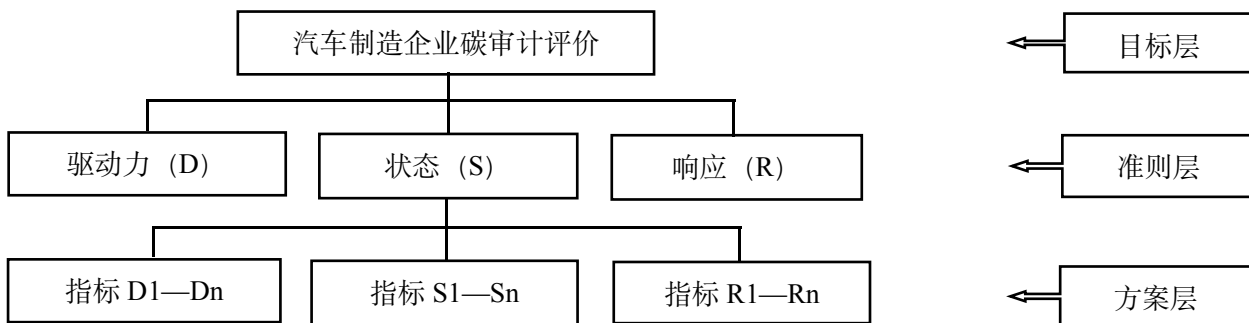 汽车制造企业碳审计评价
目标层
驱动力（D）
状态（S）
响应（R）
准则层
指标 D1—Dn
指标 S1—Sn
指标 R1—Rn
方案层